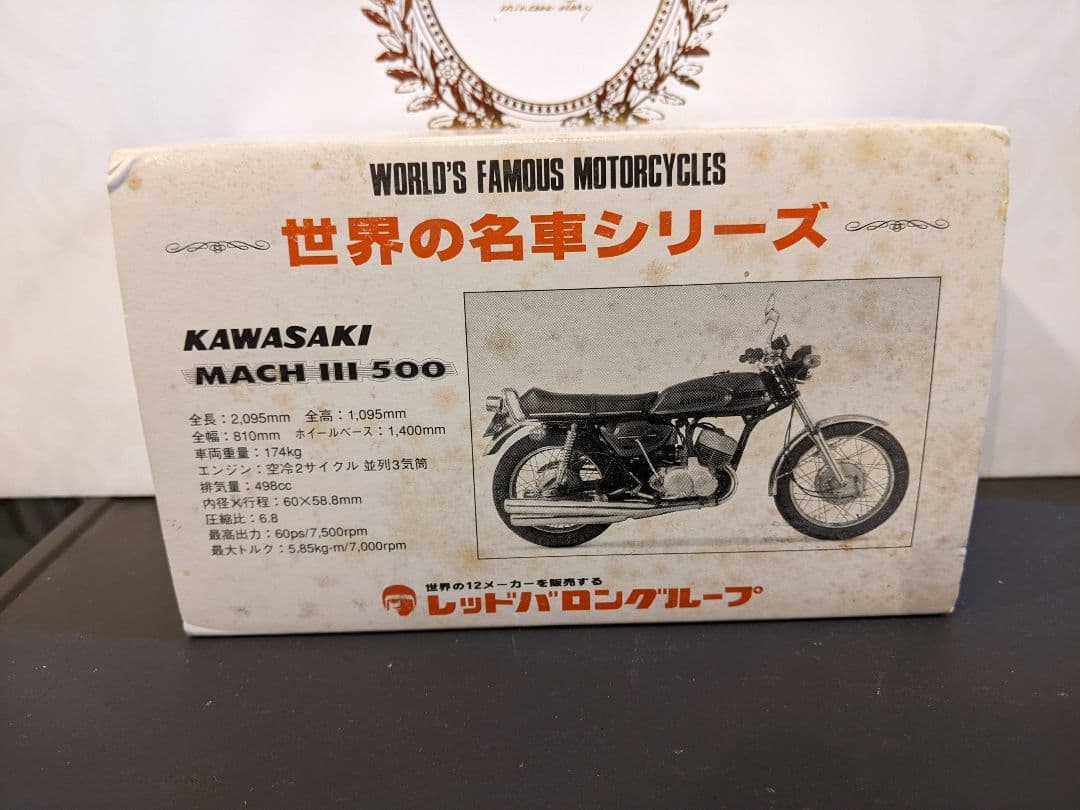 princess story
WORLD'S FAMOUS MOTORCYCLES
世界の名車シリーズ
KAWASAKI
MACH III 500
全長：2,095mm 全高：1,095mm
全幅：810mm ホイールベース：1,400mm
車両重量：174kg
エンジン：空冷2サイクル 並列3気筒
排気量：498cc
内径×行程：60×58.8mm
圧縮比：6.8
最高出力：60ps/7,500rpm
最大トルク：5.85kg-m/7,000rpm
KAWASAKI
世界の12メーカーを販売する
レッドバロングループ